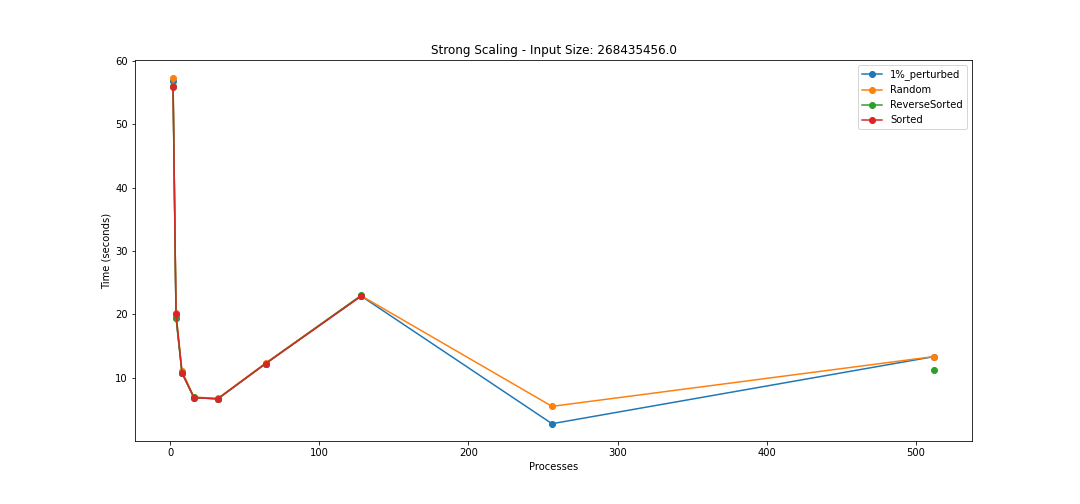 Strong Scaling - Input Size: 268435456.0
1%_perturbed
Random
ReverseSorted
Sorted
Time (seconds)
60
50
40
30
20
10
0 100 200 300 400 500
Processes